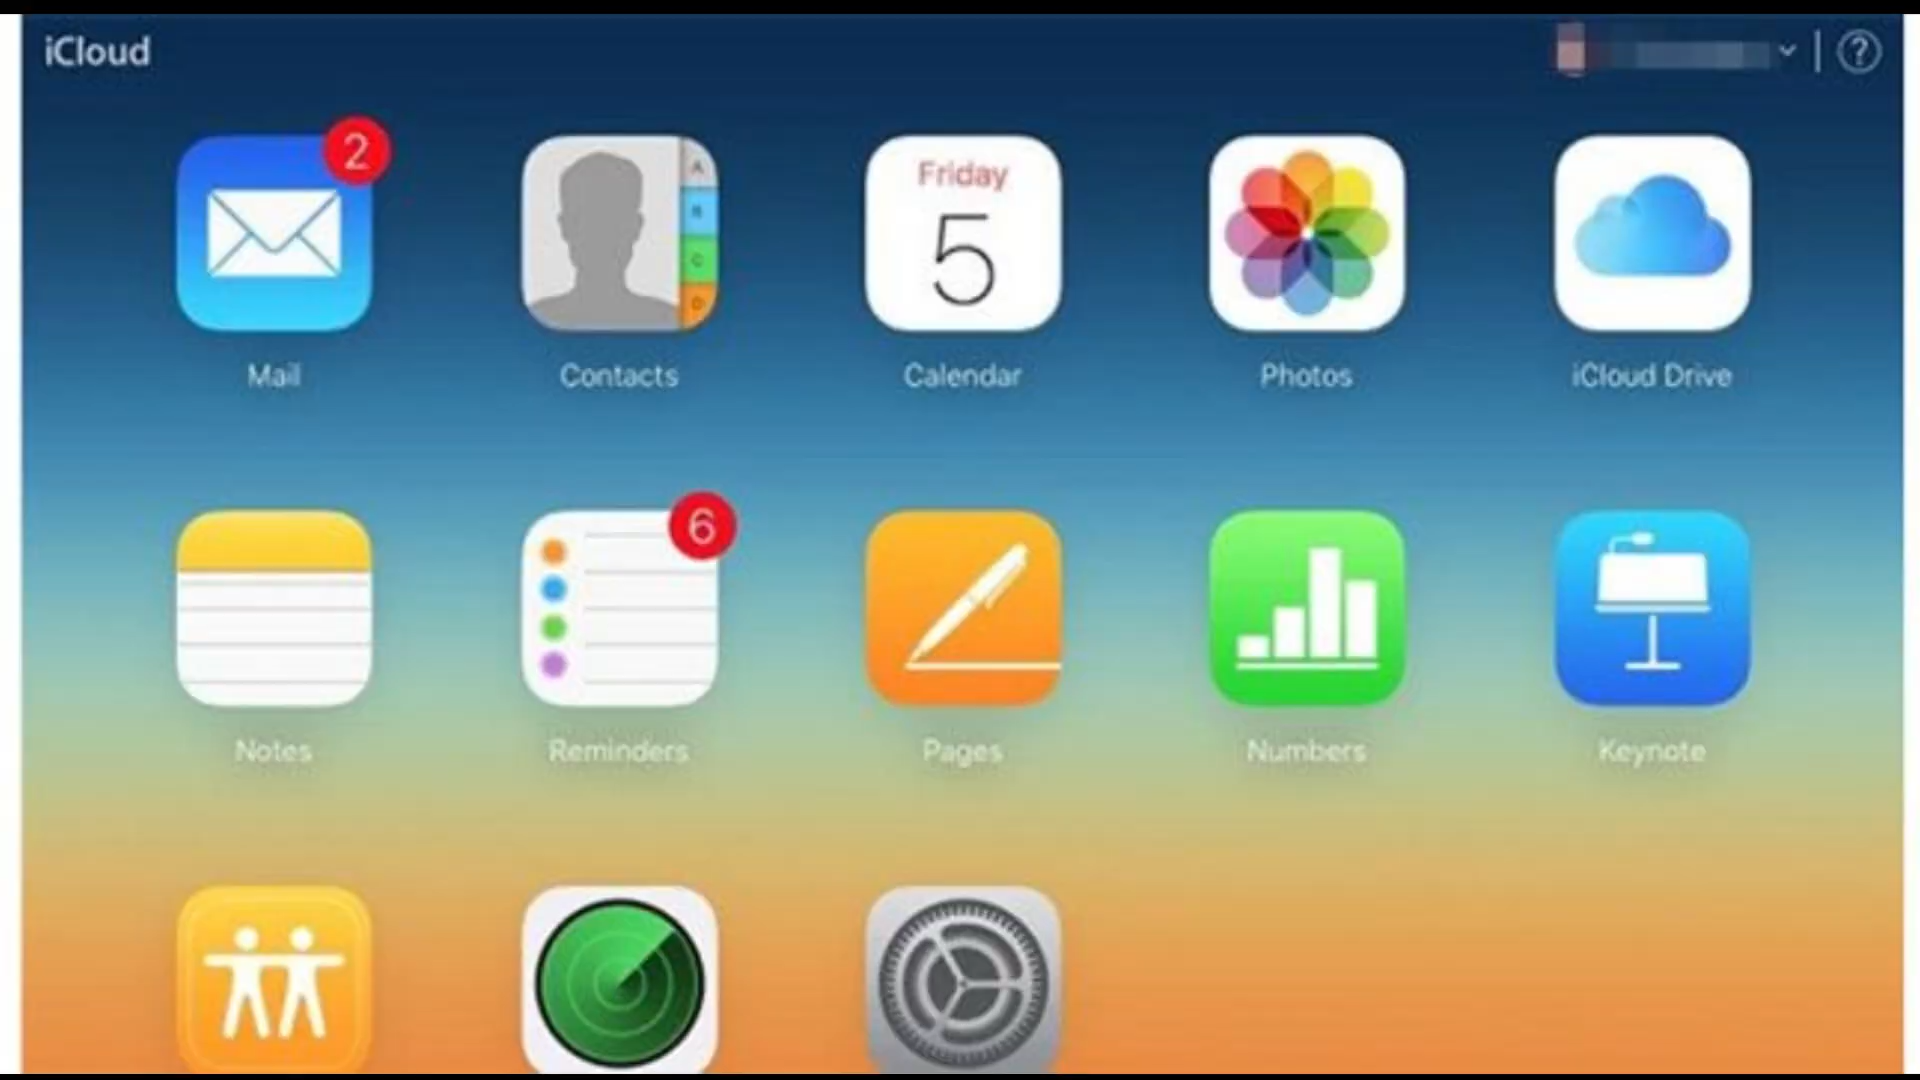 iCloud
?
2
A
B
C
D
Friday
5
Mail
Contacts
Calendar
Photos
iCloud Drive
6
Notes
Reminders
Pages
Numbers
Keynote